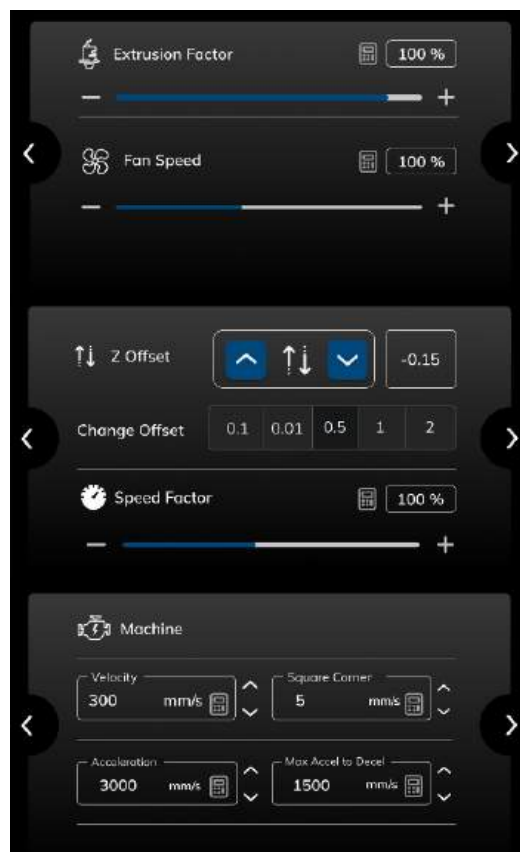 Extrusion Factor 100 %
Fan Speed 100 %
Z Offset -0.15
Change Offset 0.1 0.01 0.5 1 2
Speed Factor 100 %
Machine
Velocity Square Corner
300 mm/s 5 mm/s
Acceleration Max Accel to Decel
3000 mm/s 1500 mm/s